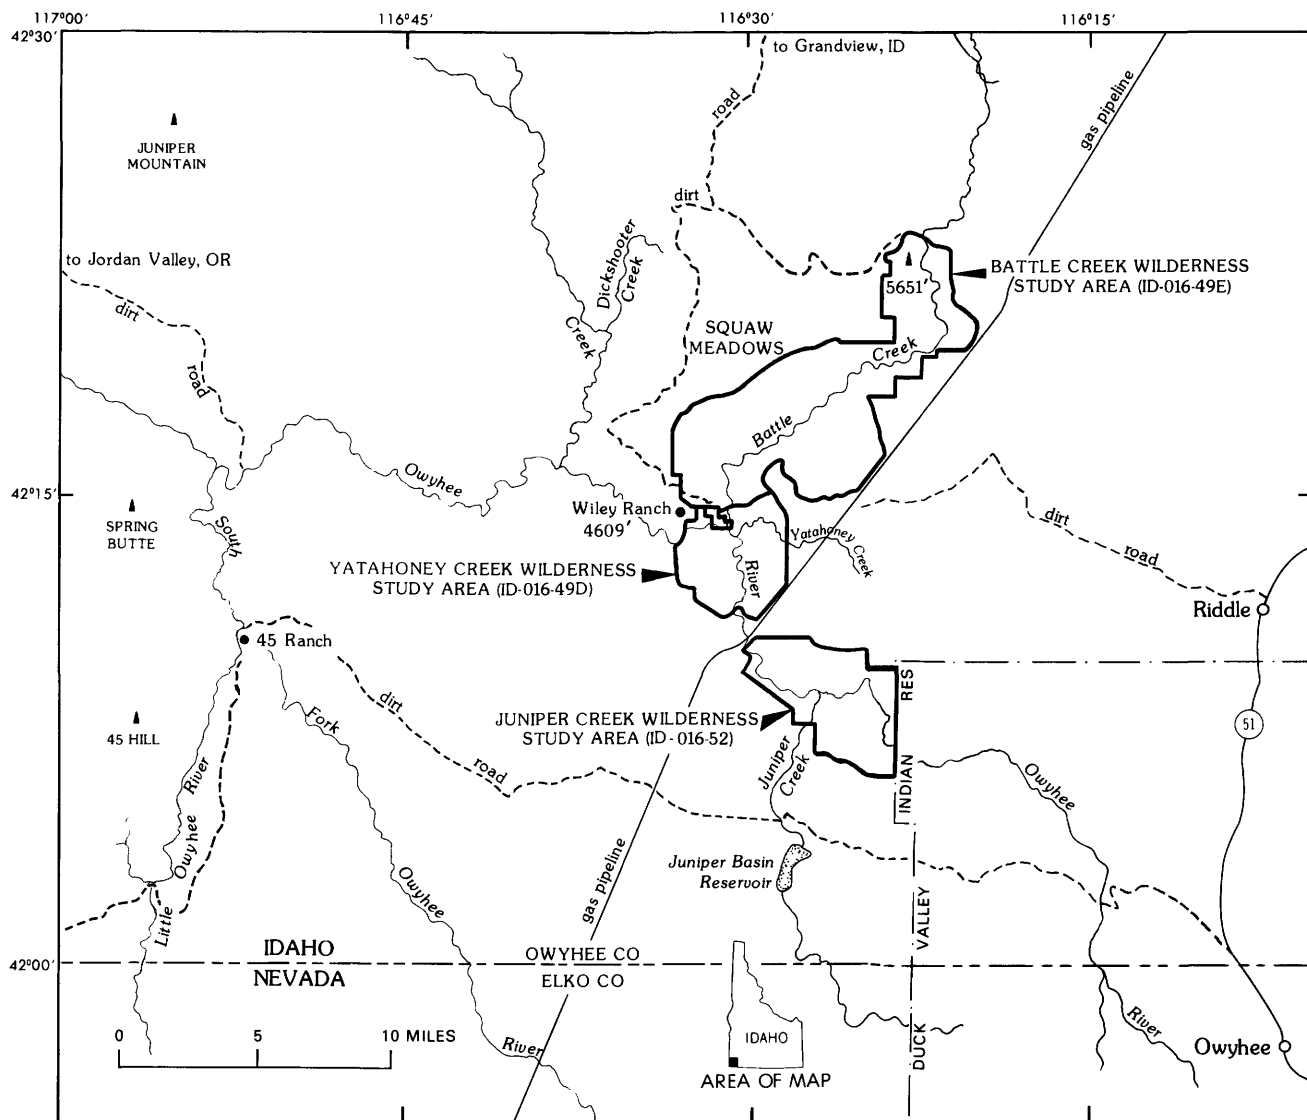 117°00'
116°45'
116°30'
116°15'
42°30'
to Grandview, ID
road
gas pipeline
JUNIPER
MOUNTAIN
dirt
Dickshooter
Creek
to Jordan Valley, OR
BATTLE CREEK WILDERNESS
STUDY AREA (ID-016-49E)
5651'
dirt
SQUAW
MEADOWS
Creek
Creek
road
Battle
Owyhee
42°15'
Wiley Ranch
4609'
SPRING
BUTTE
South
dirt
road
Yatahoney Creek
YATAHONEY CREEK WILDERNESS
STUDY AREA (ID-016-49D)
River
Riddle
45 Ranch
dirt
Fork
RES
INDIAN
JUNIPER CREEK WILDERNESS
STUDY AREA (ID-016-52)
51
45 HILL
River
road
Juniper
Creek
Owyhee
Owyhee
Juniper Basin
Reservoir
gas pipeline
Owyhee
Little
VALLEY
IDAHO
NEVADA
OWYHEE CO
ELKO CO
42°00'
0 5 10 MILES
River
IDAHO
AREA OF MAP
DUCK
River
Owyhee